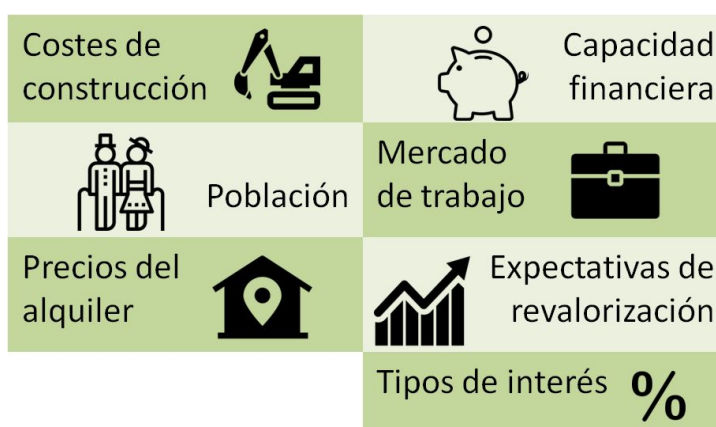 Costes de
construcción
Capacidad
financiera
Población
Mercado
de trabajo
Precios del
alquiler
Expectativas de
revalorización
Tipos de interés %